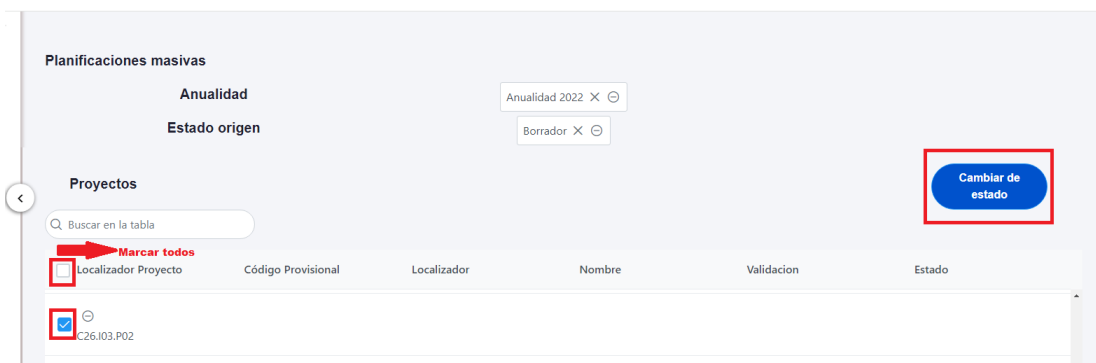 Planificaciones masivas
Anualidad
Anualidad 2022
Estado origen
Borrador
Proyectos
Cambiar de
estado
Buscar en la tabla
Marcar todos
Localizador Proyecto Código Provisional Localizador Nombre Validacion Estado
C26.I03.P02